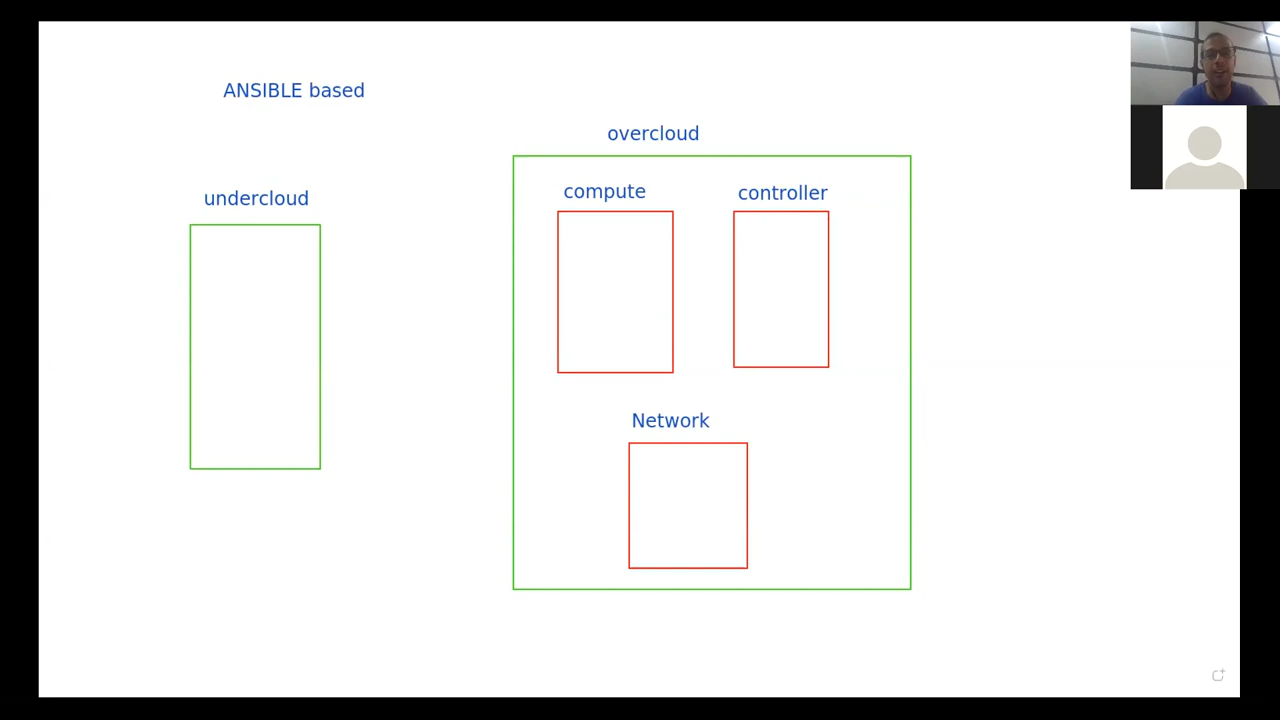 ANSIBLE based
overcloud
undercloud
compute
controller
Network